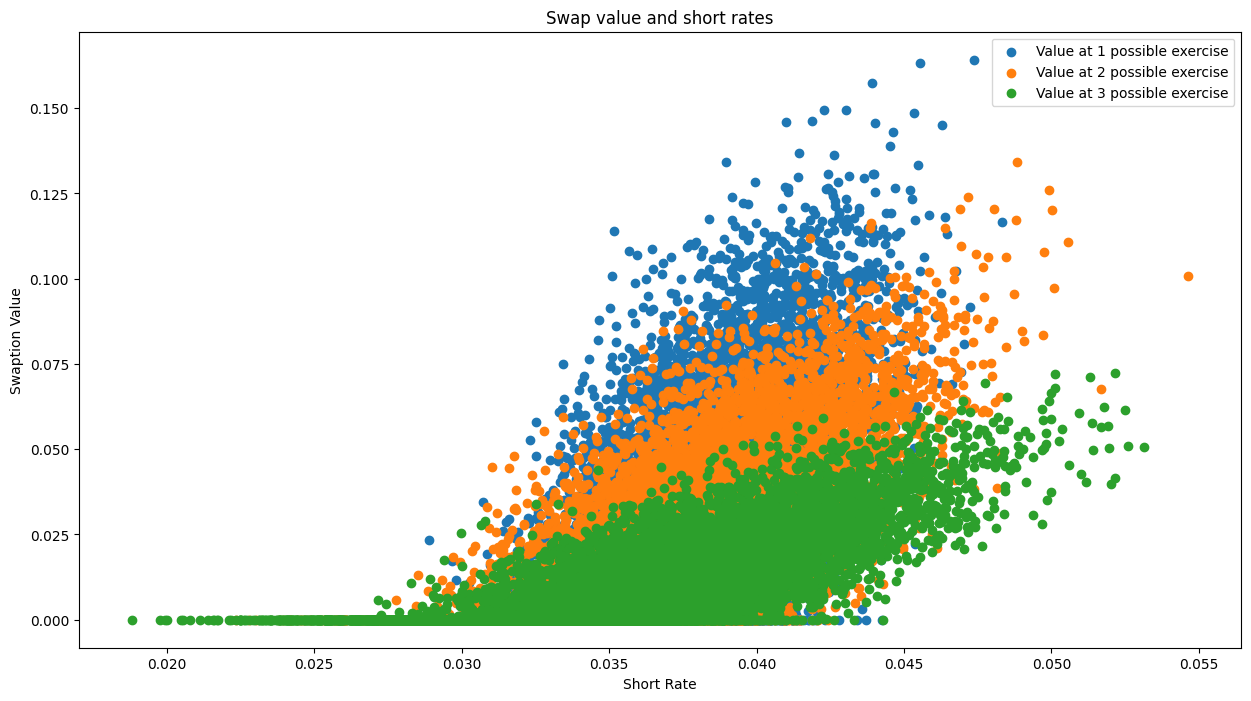 Swap value and short rates
Value at 1 possible exercise
Value at 2 possible exercise
Value at 3 possible exercise
0.150
0.125
0.100
0.075
0.050
0.025
0.000
Swaption Value
0.020 0.025 0.030 0.035 0.040 0.045 0.050 0.055
Short Rate